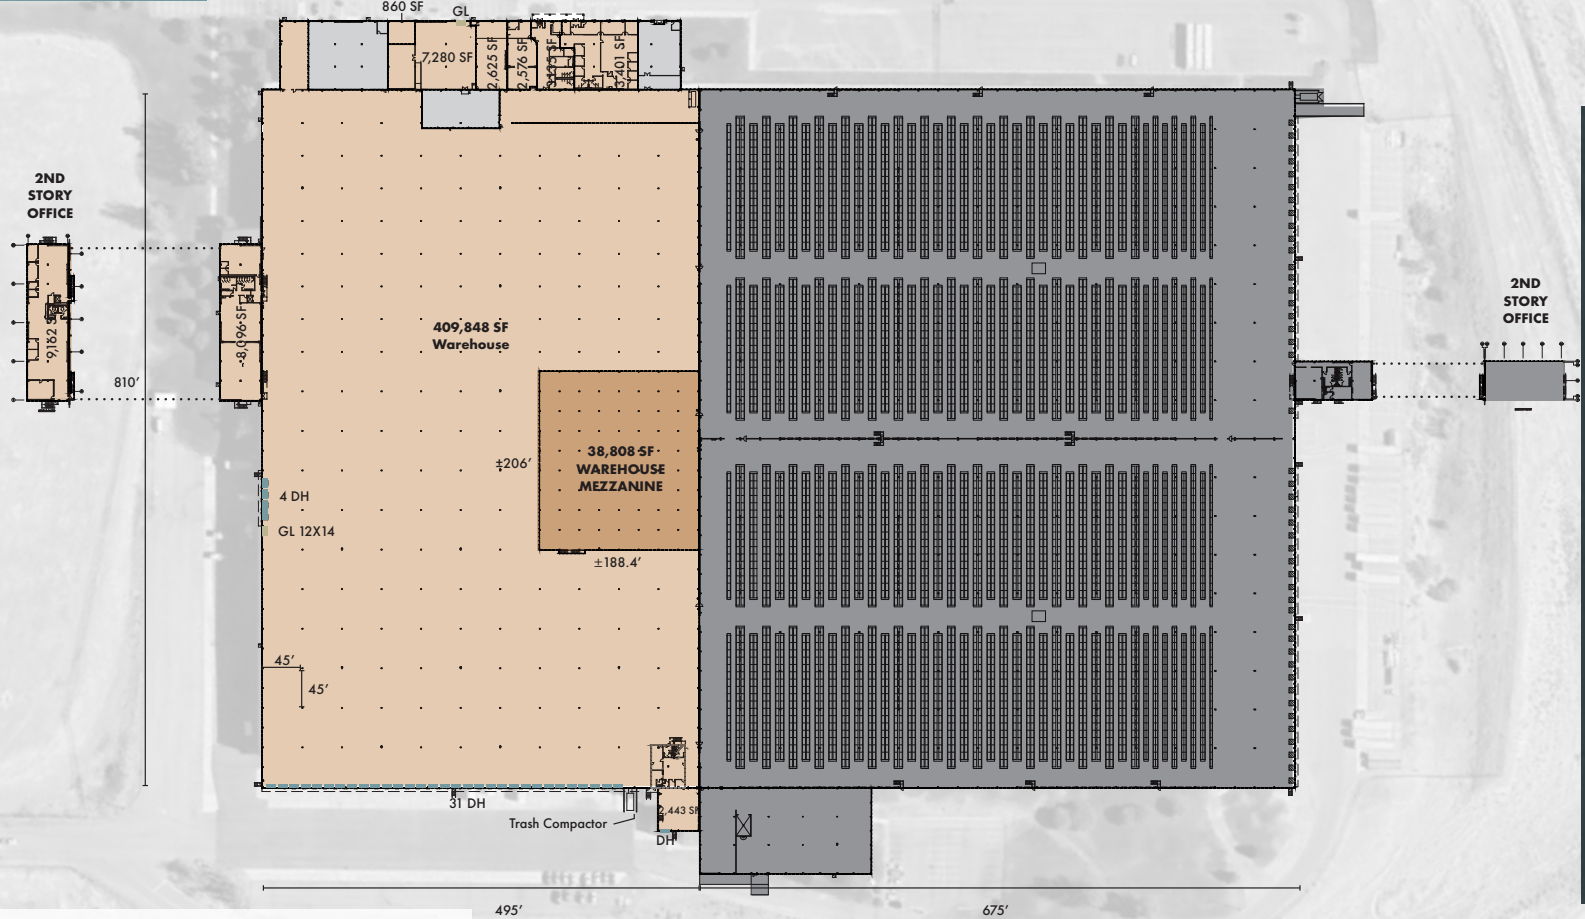 860 SF
GL
7,280 SF
2,625 SF
2,576 SF
3,401 SF
2ND
STORY
OFFICE
9,162 S
8,096 SF
810’
409,848 SF
Warehouse
±206’
38,808 SF
WAREHOUSE
MEZZANINE
±188.4’
4 DH
GL 12X14
45’
45’
31 DH
Trash Compactor
2,443 SF
DH
2ND
STORY
OFFICE
495’
675’